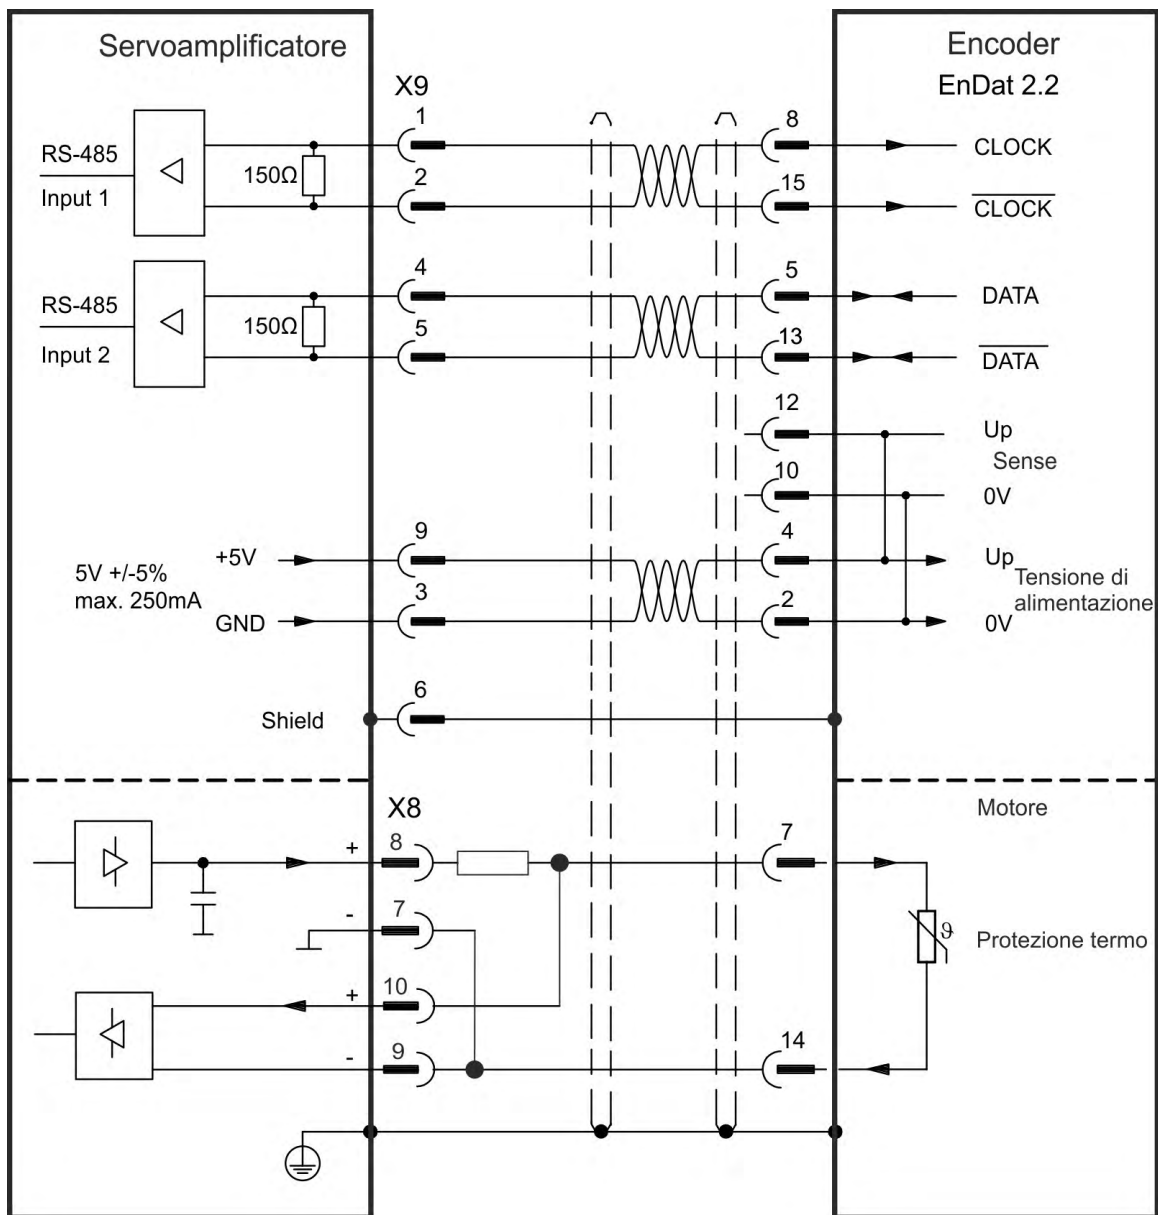 Servoamplificatore
Encoder
EnDat 2.2
X9
1
8
RS-485
150Ω
CLOCK
Input 1
2
15
CLOCK
4
5
RS-485
150Ω
DATA
Input 2
5
13
DATA
12
Up
Sense
10
0V
9
4
+5V
Up
5V +/-5%
max. 250mA
Tensione di
alimentazione
3
2
GND
0V
6
Shield
X8
Motore
8
7
+
7
-
ϑ
Protezione termo
10
+
9
14
-